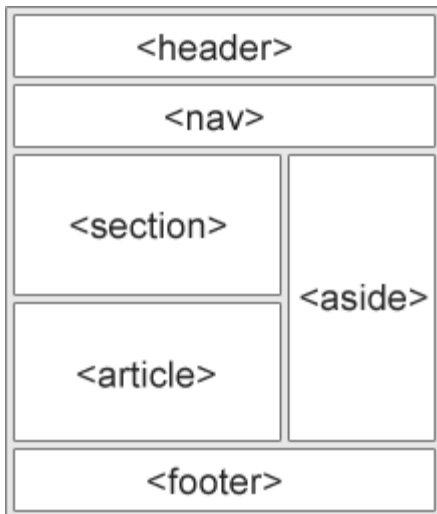 <header>
<nav>
<section>
<aside>
<article>
<footer>